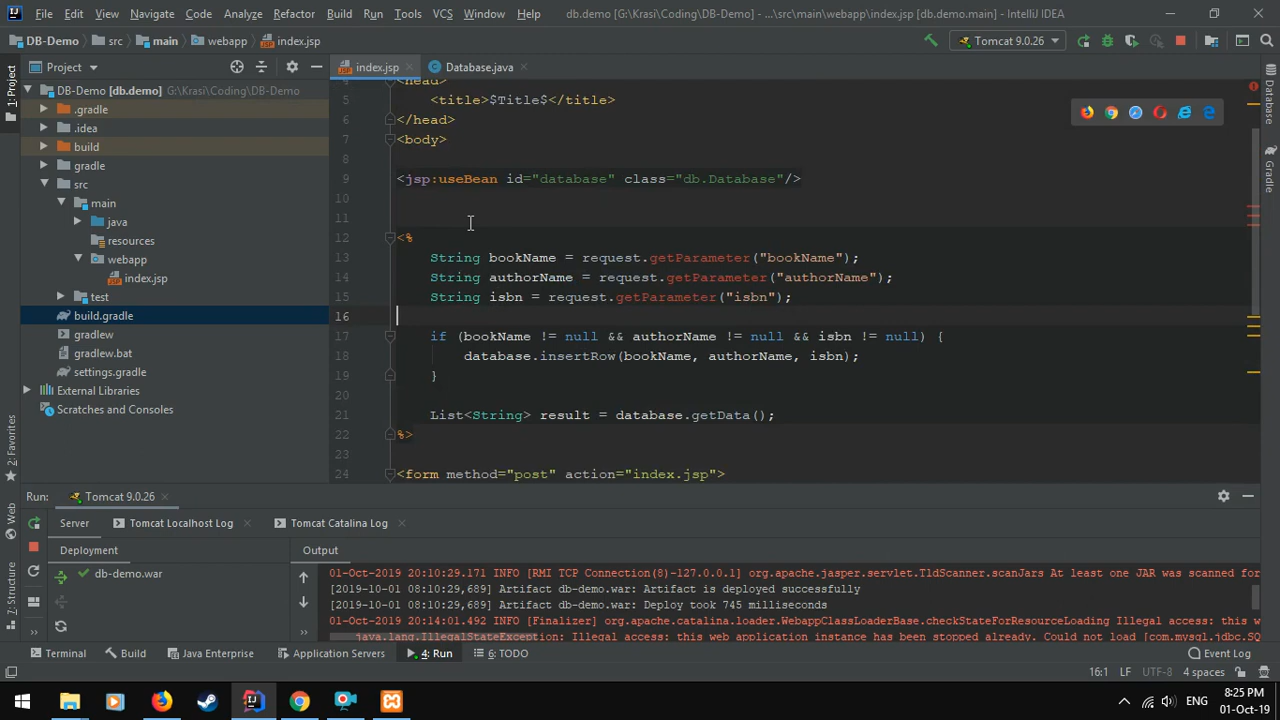 File Edit View Navigate Code Analyze Refactor Build Run Tools VCS Window Help db.demo [G:\Krasi\Coding\DB-Demo] - ...\src\main\webapp\index.jsp [db.demo.main] - IntelliJ IDEA
DB-Demo src main webapp index.jsp Tomcat 9.0.26
1: Project
Project
index.jsp Database.java
DB-Demo [db.demo] G:\Krasi\Coding\DB-Demo
.gradle
.idea
build
gradle
src
main
java
resources
webapp
index.jsp
test
build.gradle
gradlew
gradlew.bat
settings.gradle
External Libraries
Scratches and Consoles
<head>
5 <title>$Title$</title>
6 </head>
7 <body>
8
9 <jsp:useBean id="database" class="db.Database"/>
10
11
12 <%
13 String bookName = request.getParameter("bookName");
14 String authorName = request.getParameter("authorName");
15 String isbn = request.getParameter("isbn");
16
17 if (bookName != null && authorName != null && isbn != null) {
18 database.insertRow(bookName, authorName, isbn);
19 }
20
21 List<String> result = database.getData();
22 %>
23
24 <form method="post" action="index.jsp">
Database
Gradle
2: Favorites
Web
7: Structure
Run: Tomcat 9.0.26
Server Tomcat Localhost Log Tomcat Catalina Log
Deployment Output
db-demo.war
01-Oct-2019 20:10:29.171 INFO [RMI TCP Connection(8)-127.0.0.1] org.apache.jasper.servlet.TldScanner.scanJars At least one JAR was scanned for
[2019-10-01 08:10:29,689] Artifact db-demo.war: Artifact is deployed successfully
[2019-10-01 08:10:29,689] Artifact db-demo.war: Deploy took 745 milliseconds
01-Oct-2019 20:14:01.492 INFO [Finalizer] org.apache.catalina.loader.WebappClassLoaderBase.checkStateForResourceLoading Illegal access: this we
java.lang.IllegalStateException: Illegal access: this web application instance has been stopped already. Could not load [com.mysql.jdbc.SQ
Terminal Build Java Enterprise Application Servers 4: Run 6: TODO Event Log
16:1 LF UTF-8 4 spaces
ENG 8:25 PM
01-Oct-19